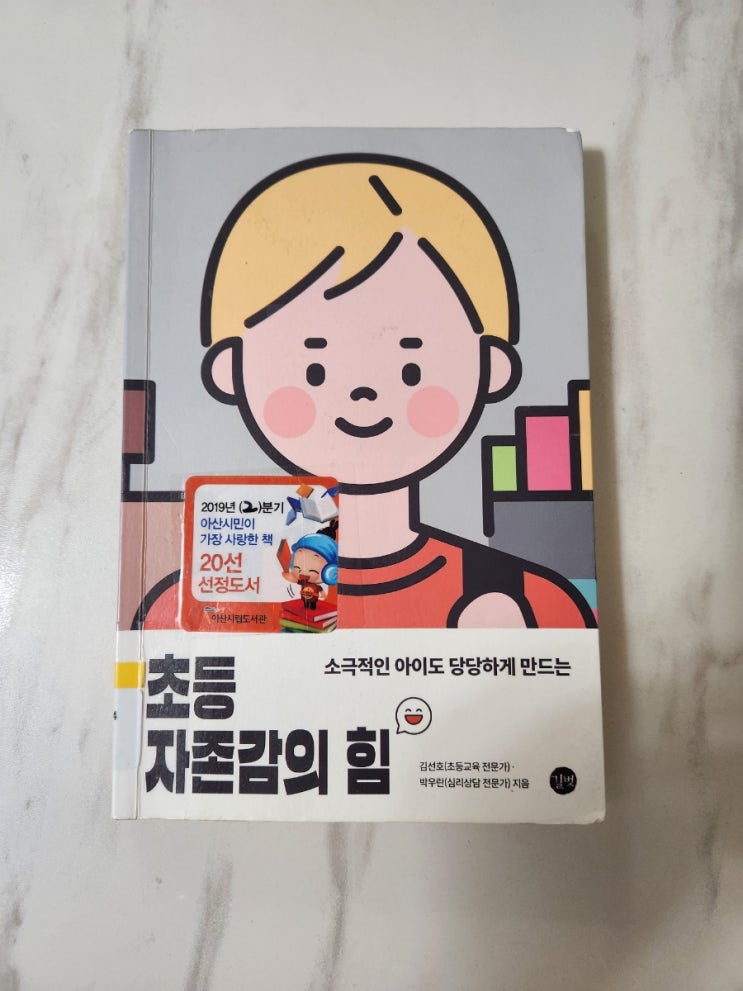 2019년 (2)분기
아산시민이
가장 사랑한 책
20선
선정도서
아산시립도서관
소극적인 아이도 당당하게 만드는
초등
자존감의 힘
김선호(초등교육 전문가)·
박우란(심리상담 전문가) 지음
길벗